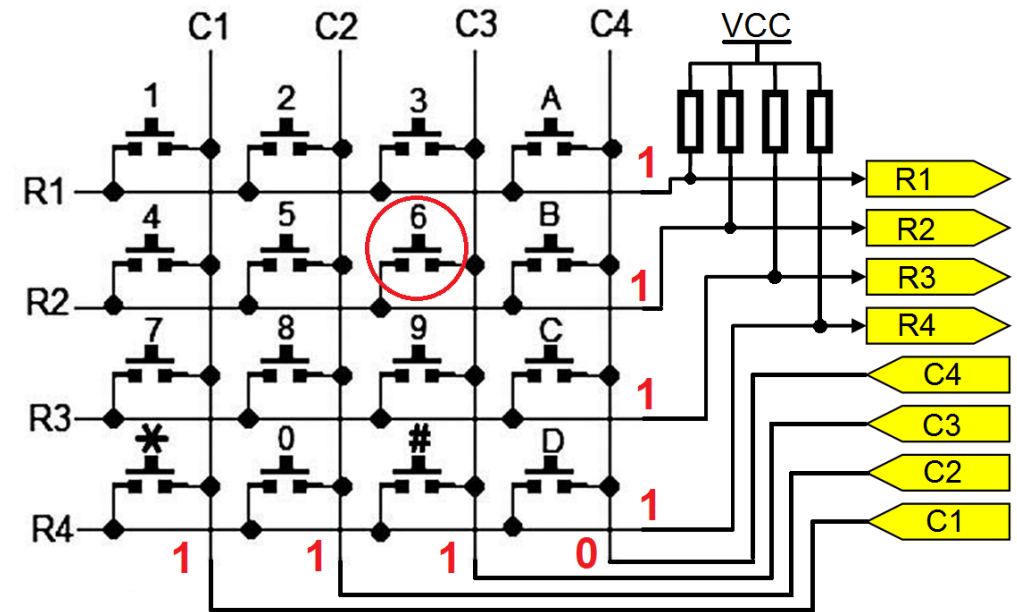 C1 C2 C3 C4 VCC
1 2 3 A
R1 1 R1
4 5 6 B
R2 1 R2
7 8 9 C
R3 1 R3
* 0 # D
R4 1 R4
1 1 1 0
C4
C3
C2
C1